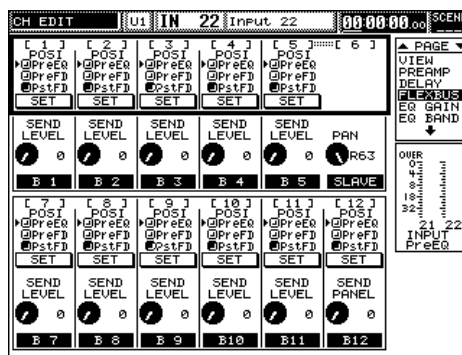 CH EDIT U1 IN 22 Input 22 00:00:00.00 SCEN
[ 1 ] [ 2 ] [ 3 ] [ 4 ] [ 5 ] [ 6 ]
POSI POSI POSI POSI POSI
PreEQ PreEQ PreEQ PreEQ PreEQ
PreFD PreFD PreFD PreFD PreFD
PstFD PstFD PstFD PstFD PstFD
SET SET SET SET SET
SEND SEND SEND SEND SEND
LEVEL LEVEL LEVEL LEVEL LEVEL PAN
0 0 0 0 0 R63
B 1 B 2 B 3 B 4 B 5 SLAVE
[ 7 ] [ 8 ] [ 9 ] [10 ] [11 ] [12 ]
POSI POSI POSI POSI POSI POSI
PreEQ PreEQ PreEQ PreEQ PreEQ PreEQ
PreFD PreFD PreFD PreFD PreFD PreFD
PstFD PstFD PstFD PstFD PstFD PstFD
SET SET SET SET SET SET
SEND SEND SEND SEND SEND SEND
LEVEL LEVEL LEVEL LEVEL LEVEL PANEL
0 0 0 0 0 0
B 7 B 8 B 9 B10 B11 B12
PAGE
VIEW
PREAMP
DELAY
FLEXBUS
EQ GAIN
EQ BAND
OVER
0
4
8
18
32
21 22
INPUT
PreEQ